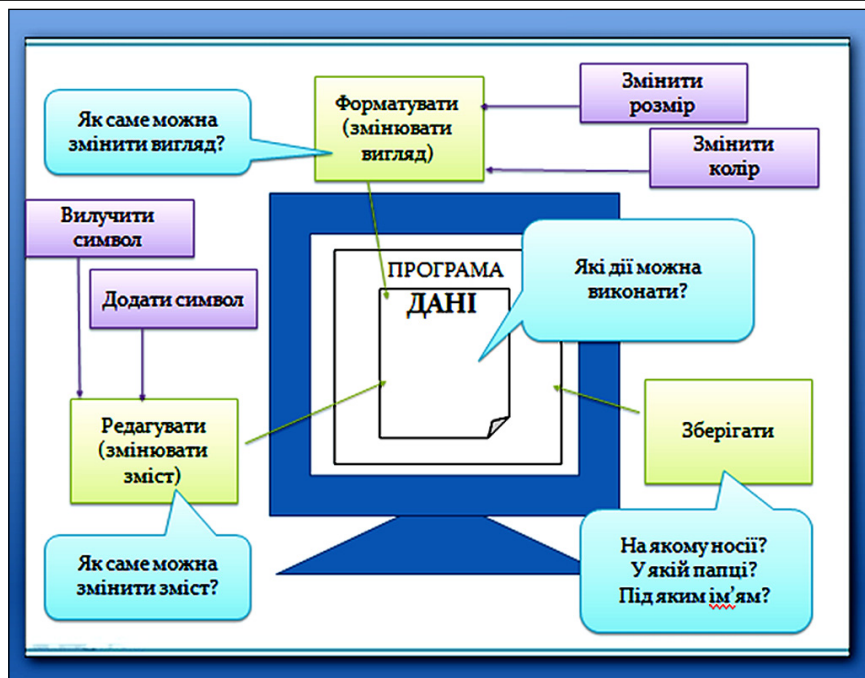 Як саме можна
змінити вигляд?
Форматувати
(змінювати
вигляд)
Змінити
розмір
Змінити
колір
Вилучити
символ
Додати символ
ПРОГРАМА
ДАНІ
Які дії можна
виконати?
Редагувати
(змінювати
зміст)
Зберігати
Як саме можна
змінити зміст?
На якому носії?
У якій папці?
Під яким ім’ям?